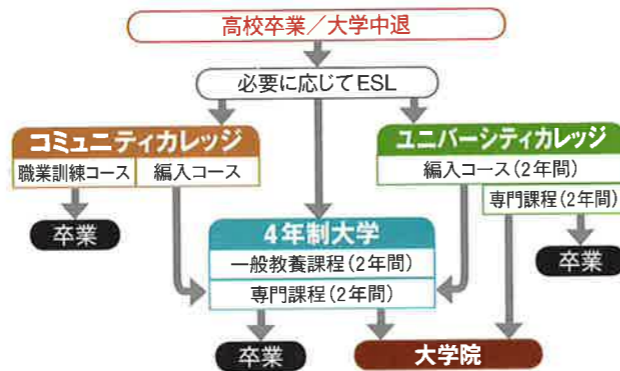 高校卒業／大学中退
必要に応じてESL
コミュニティカレッジ
職業訓練コース
編入コース
卒業
ユニバーシティカレッジ
編入コース(2年間)
専門課程(2年間)
卒業
4年制大学
一般教養課程(2年間)
専門課程(2年間)
卒業
大学院